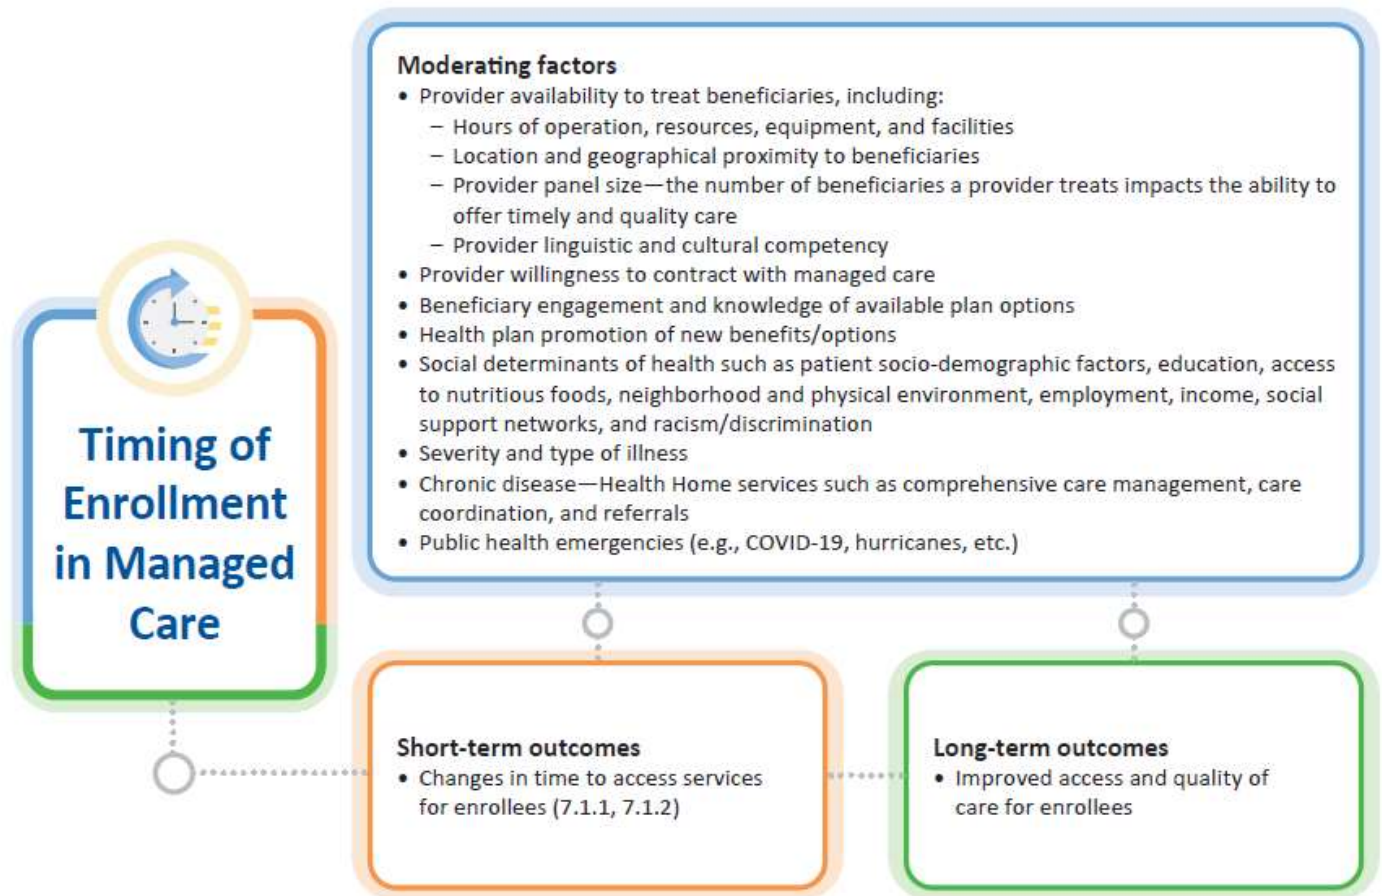 Moderating factors
• Provider availability to treat beneficiaries, including:
– Hours of operation, resources, equipment, and facilities
– Location and geographical proximity to beneficiaries
– Provider panel size—the number of beneficiaries a provider treats impacts the ability to
offer timely and quality care
– Provider linguistic and cultural competency
• Provider willingness to contract with managed care
• Beneficiary engagement and knowledge of available plan options
• Health plan promotion of new benefits/options
• Social determinants of health such as patient socio-demographic factors, education, access
to nutritious foods, neighborhood and physical environment, employment, income, social
support networks, and racism/discrimination
• Severity and type of illness
• Chronic disease—Health Home services such as comprehensive care management, care
coordination, and referrals
• Public health emergencies (e.g., COVID-19, hurricanes, etc.)
Timing of
Enrollment
in Managed
Care
Short-term outcomes
• Changes in time to access services
for enrollees (7.1.1, 7.1.2)
Long-term outcomes
• Improved access and quality of
care for enrollees